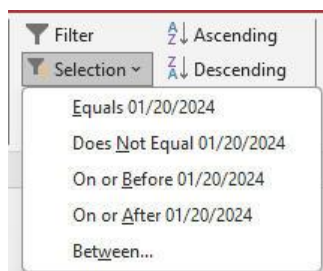 Filter
Ascending
Selection
Descending
Equals 01/20/2024
Does Not Equal 01/20/2024
On or Before 01/20/2024
On or After 01/20/2024
Between...